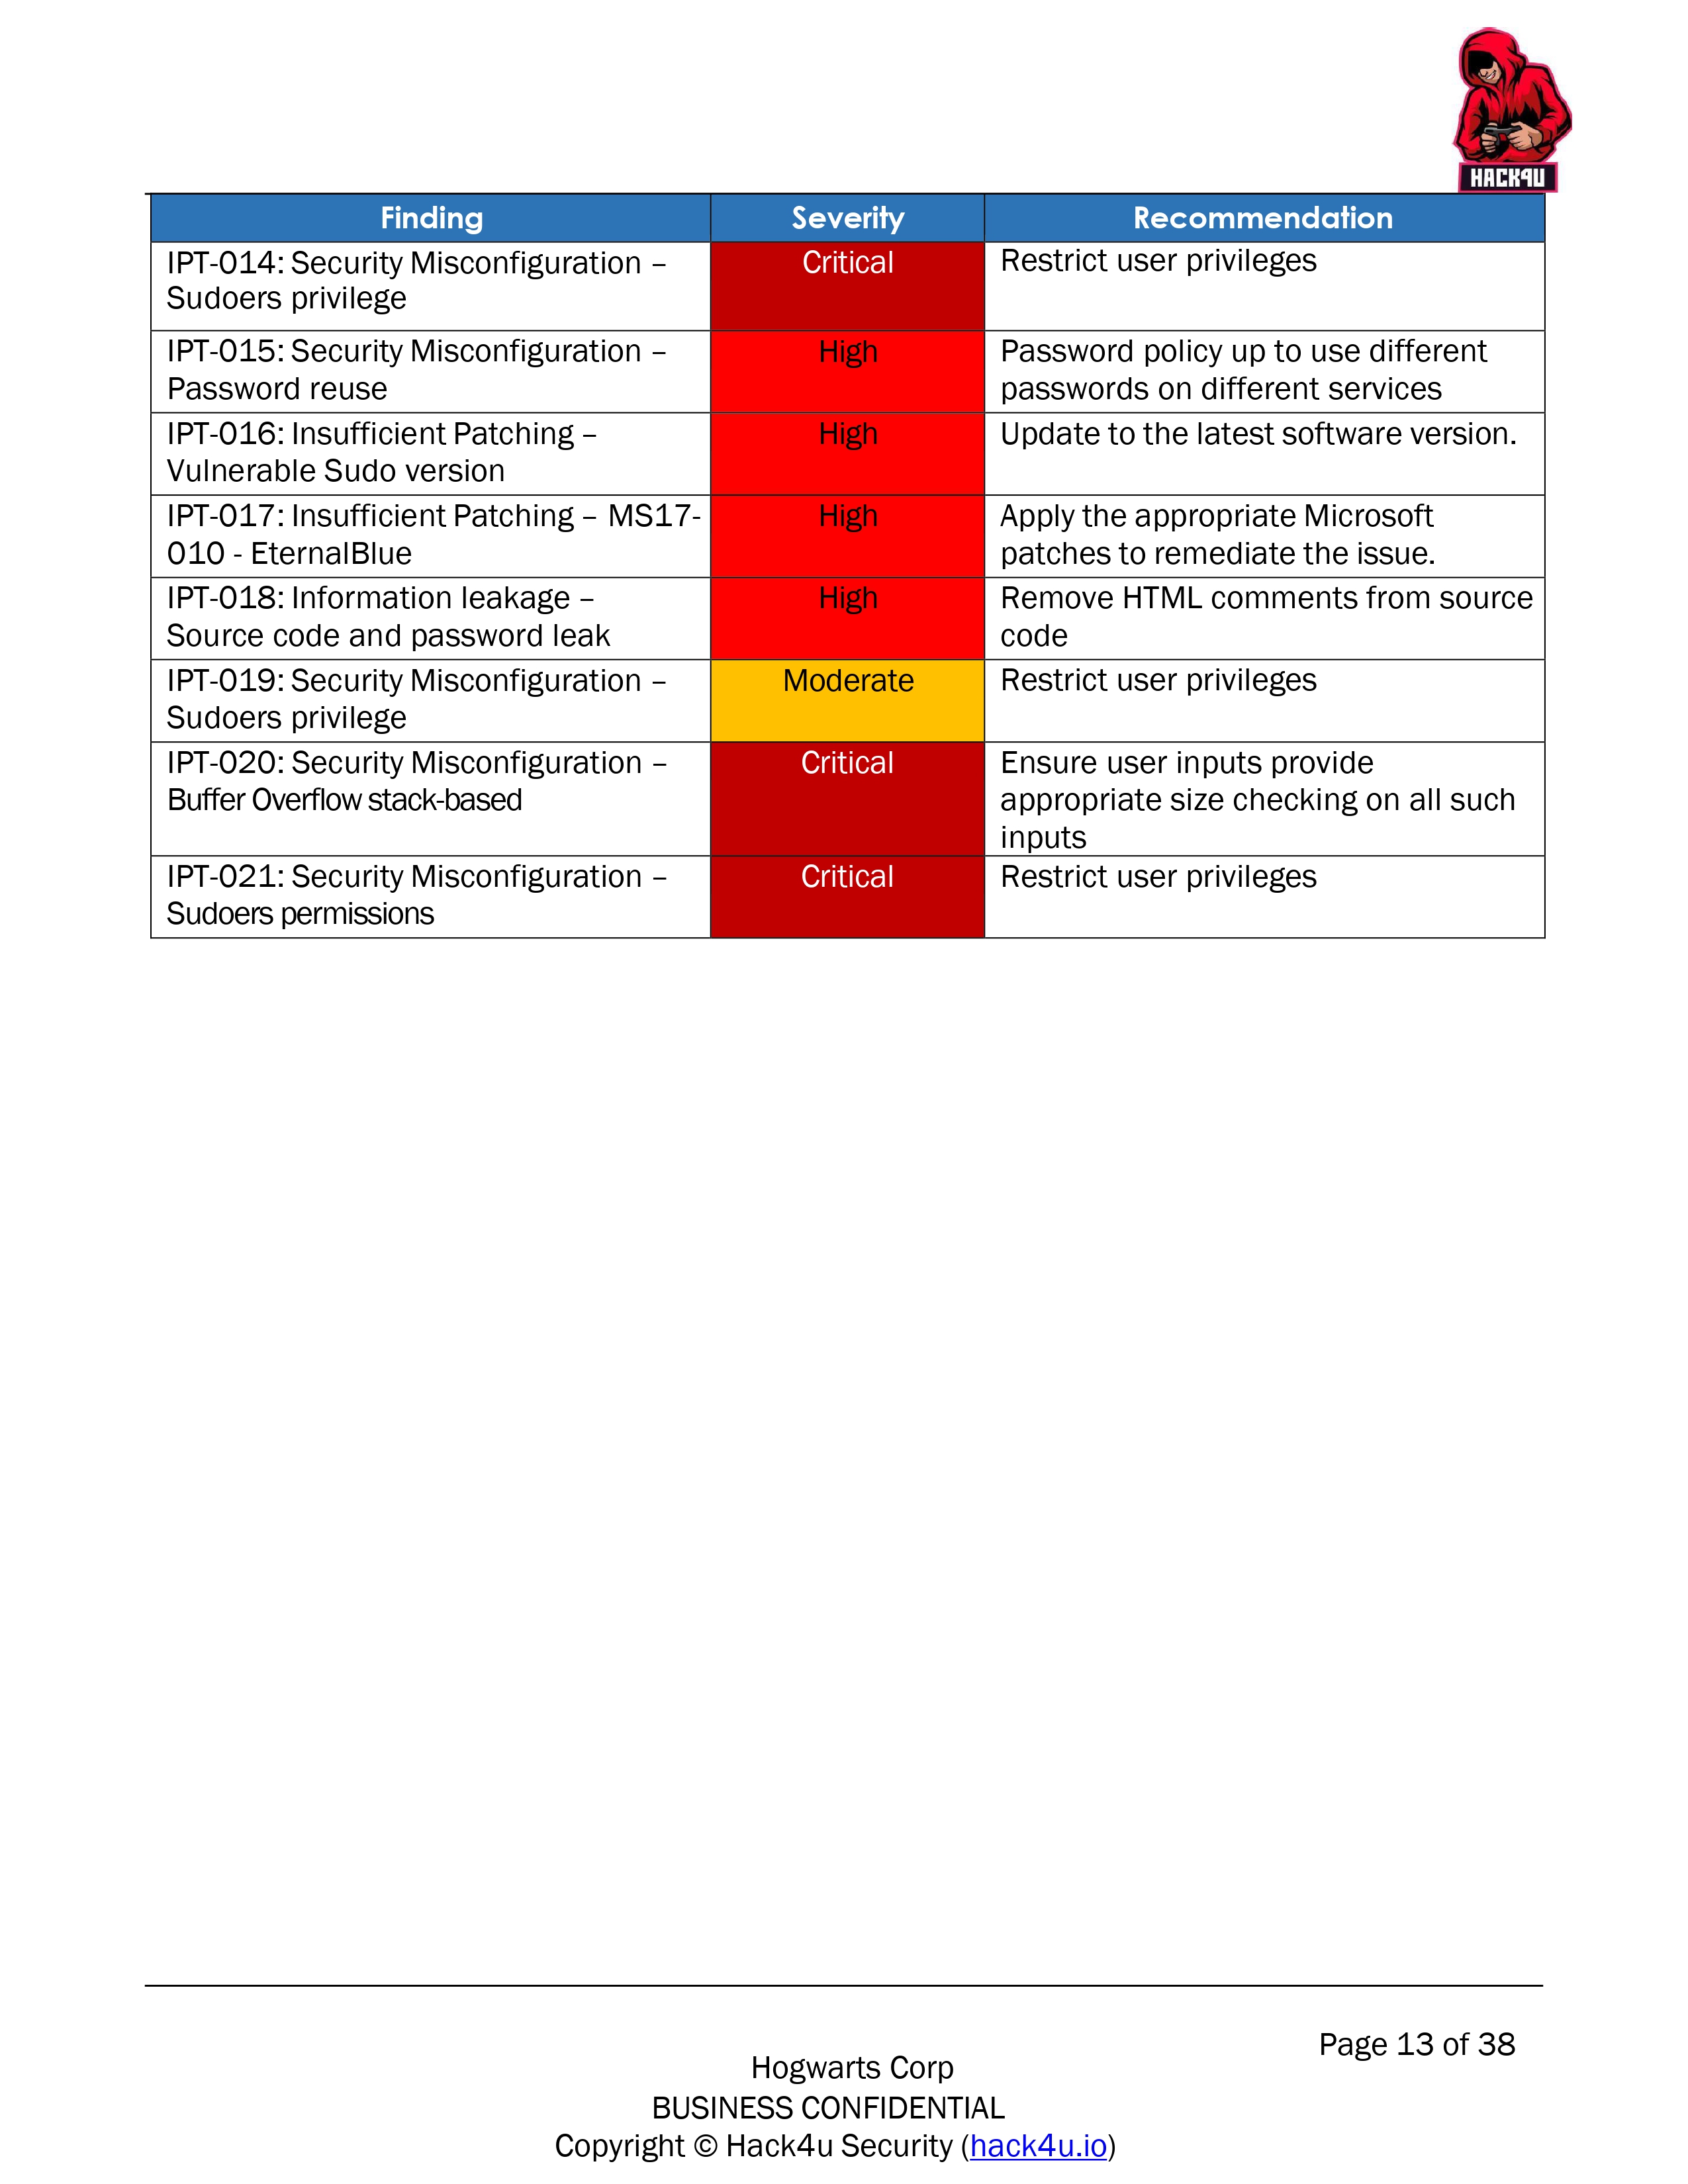 HACK4U
Finding Severity Recommendation
IPT-014: Security Misconfiguration –
Sudoers privilege
Critical
Restrict user privileges
IPT-015: Security Misconfiguration –
Password reuse
High
Password policy up to use different
passwords on different services
IPT-016: Insufficient Patching –
Vulnerable Sudo version
High
Update to the latest software version.
IPT-017: Insufficient Patching – MS17-
010 - EternalBlue
High
Apply the appropriate Microsoft
patches to remediate the issue.
IPT-018: Information leakage –
Source code and password leak
High
Remove HTML comments from source
code
IPT-019: Security Misconfiguration –
Sudoers privilege
Moderate
Restrict user privileges
IPT-020: Security Misconfiguration –
Buffer Overflow stack-based
Critical
Ensure user inputs provide
appropriate size checking on all such
inputs
IPT-021: Security Misconfiguration –
Sudoers permissions
Critical
Restrict user privileges
Page 13 of 38
Hogwarts Corp
BUSINESS CONFIDENTIAL
Copyright © Hack4u Security (hack4u.io)